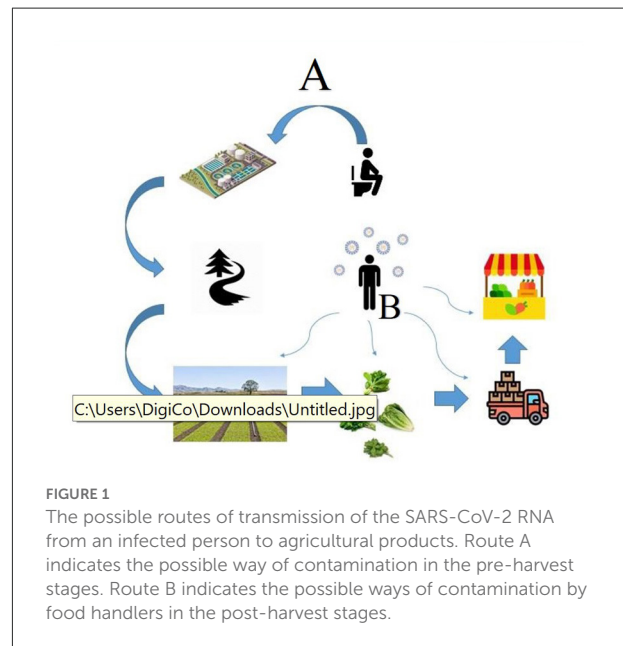 A
B
C:\Users\DigiCo\Downloads\Untitled.jpg
FIGURE 1
The possible routes of transmission of the SARS-CoV-2 RNA
from an infected person to agricultural products. Route A
indicates the possible way of contamination in the pre-harvest
stages. Route B indicates the possible ways of contamination by
food handlers in the post-harvest stages.